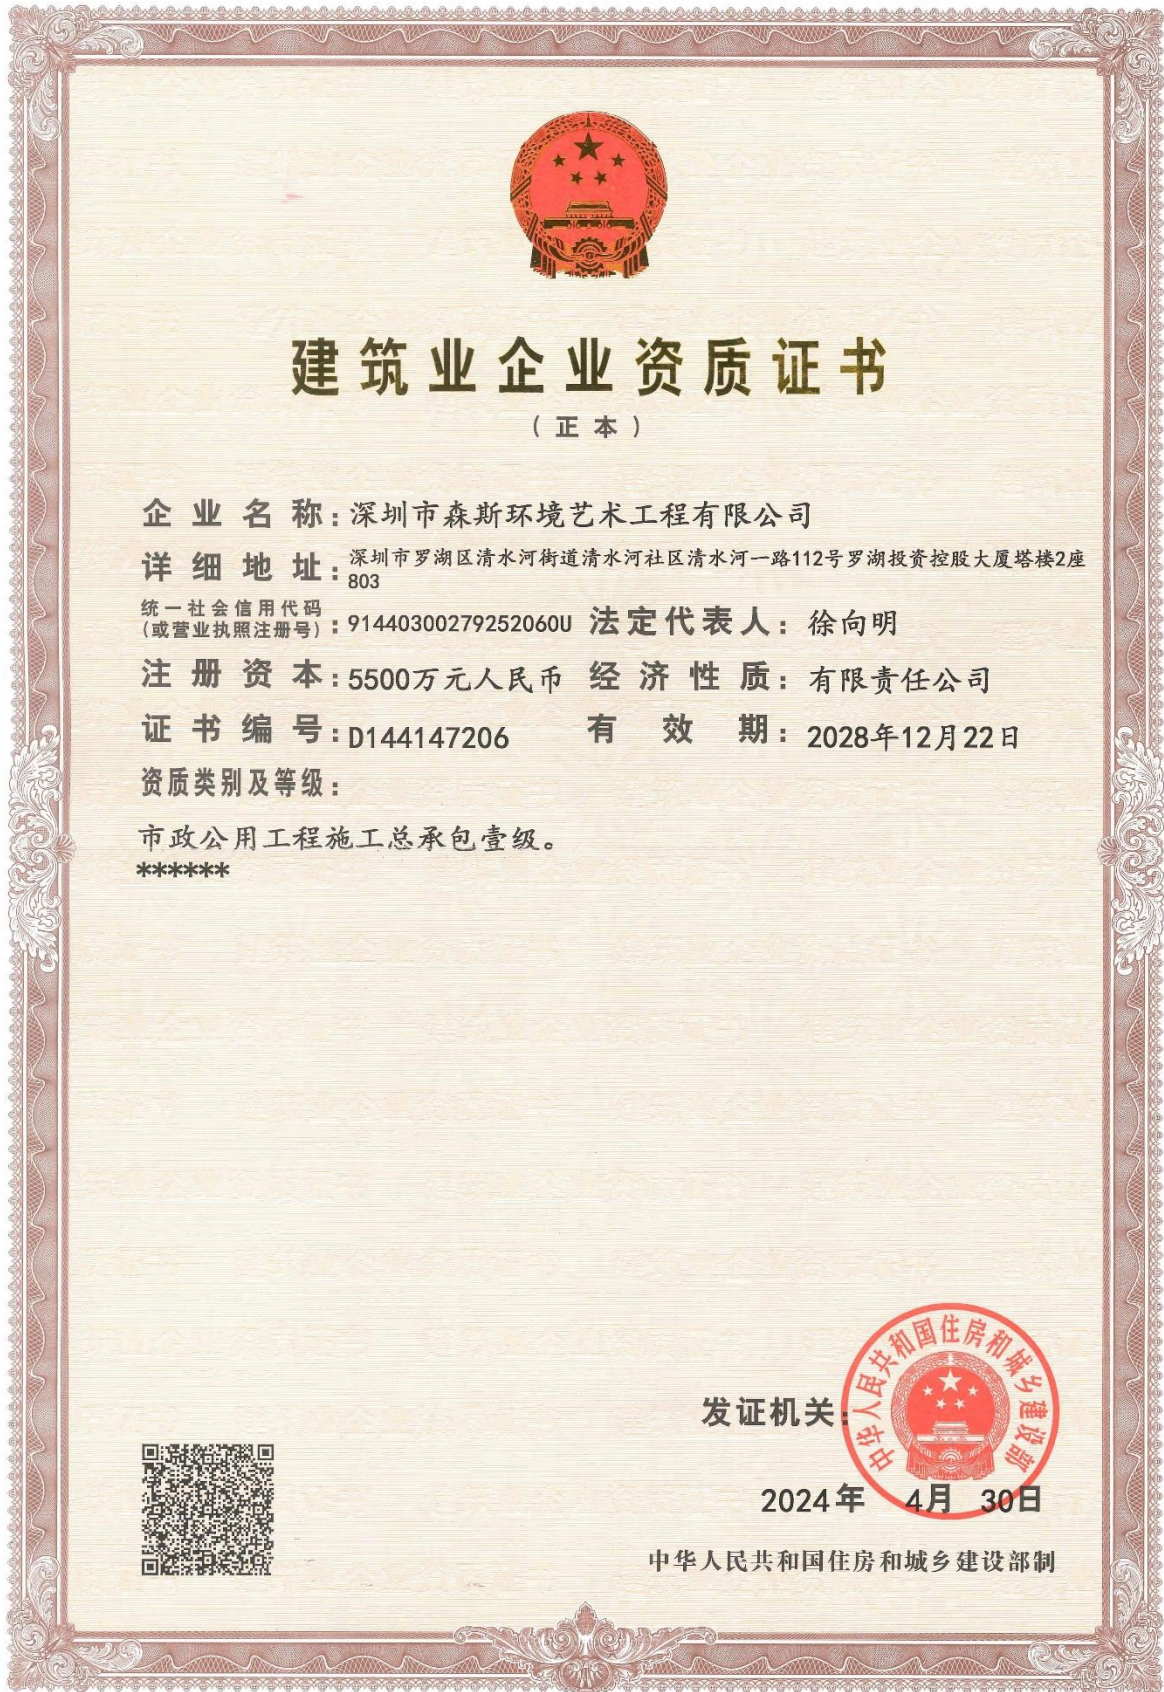 建筑业企业资质证书
（正本）
企业名称：深圳市森斯环境艺术工程有限公司
详细地址：深圳市罗湖区清水河街道清水河社区清水河一路112号罗湖投资控股大厦塔楼2座
803
统一社会信用代码
（或营业执照注册号）：91440300279252060U 法定代表人：徐向明
注册资本：5500万元人民币 经济性质：有限责任公司
证书编号：D144147206 有效期：2028年12月22日
资质类别及等级：
市政公用工程施工总承包壹级。
******
中华人民共和国住房和城乡建设部
发证机关：
2024年 4月 30日
中华人民共和国住房和城乡建设部制